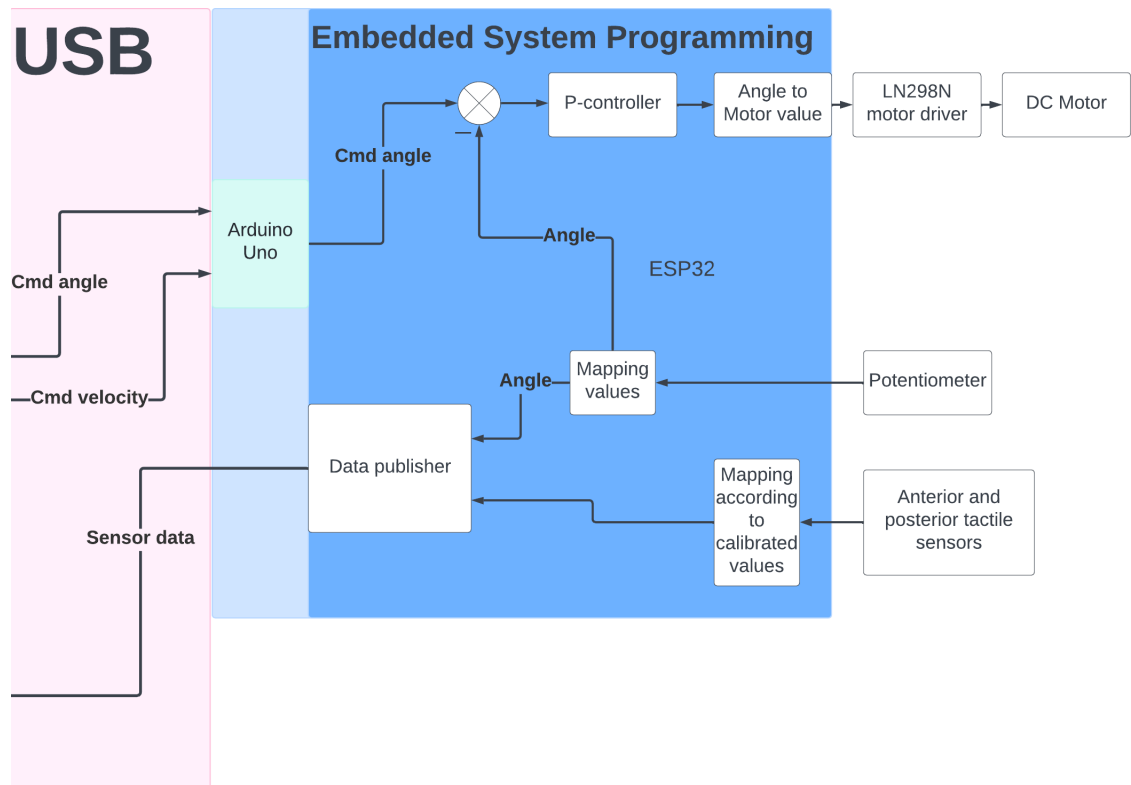 USB
Embedded System Programming
P-controller
Angle to
Motor value
LN298N
motor driver
DC Motor
—
Cmd angle
Arduino
Uno
Angle
ESP32
Cmd angle
Cmd velocity
Angle
Mapping
values
Potentiometer
Data publisher
Mapping
according
to
calibrated
values
Anterior and
posterior tactile
sensors
Sensor data